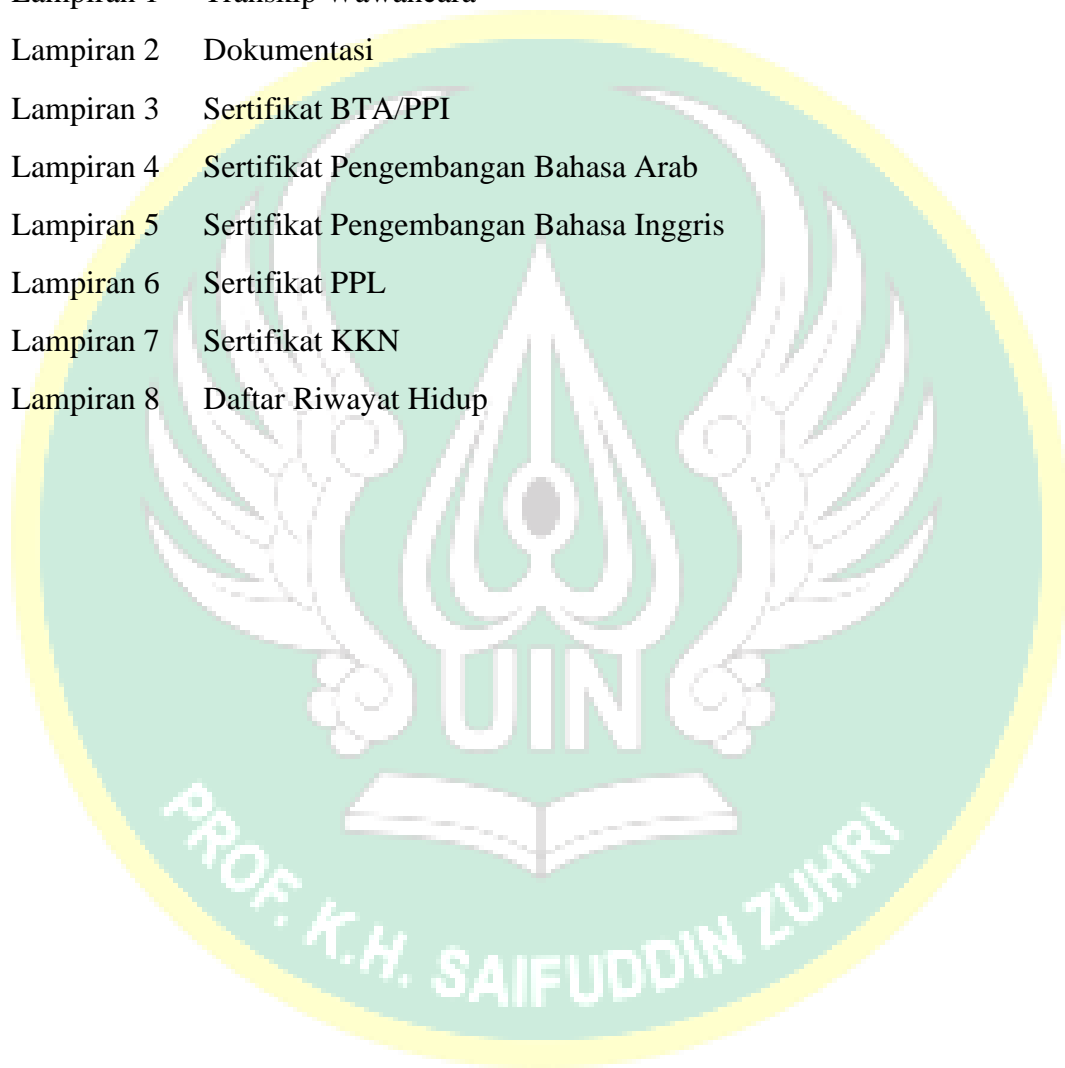 Lampiran 2 Dokumentasi
Lampiran 3 Sertifikat BTA/PPI
Lampiran 4 Sertifikat Pengembangan Bahasa Arab
Lampiran 5 Sertifikat Pengembangan Bahasa Inggris
Lampiran 6 Sertifikat PPL
Lampiran 7 Sertifikat KKN
Lampiran 8 Daftar Riwayat Hidup
UIN
PROF. K.H. SAIFUDDIN ZUHRI